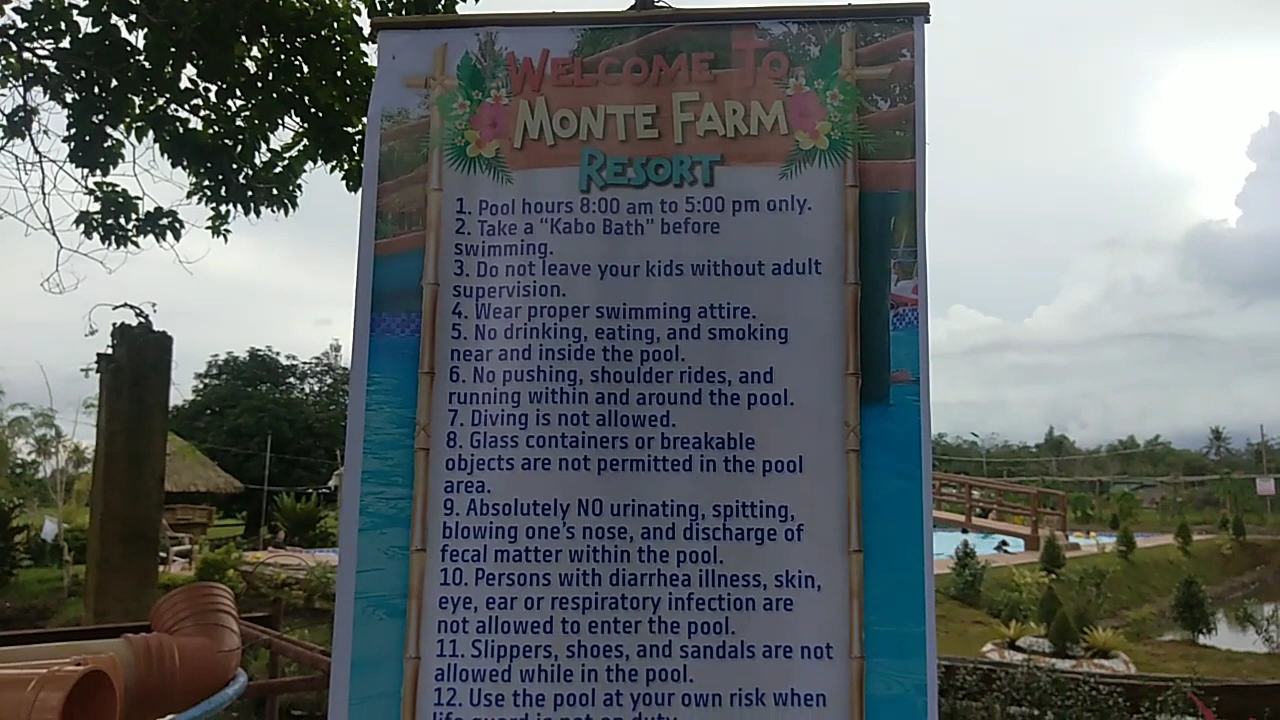 WELCOME TO
MONTE FARM
RESORT
1. Pool hours 8:00 am to 5:00 pm only.
2. Take a “Kabo Bath” before
swimming.
3. Do not leave your kids without adult
supervision.
4. Wear proper swimming attire.
5. No drinking, eating, and smoking
near and inside the pool.
6. No pushing, shoulder rides, and
running within and around the pool.
7. Diving is not allowed.
8. Glass containers or breakable
objects are not permitted in the pool
area.
9. Absolutely NO urinating, spitting,
blowing one’s nose, and discharge of
fecal matter within the pool.
10. Persons with diarrhea illness, skin,
eye, ear or respiratory infection are
not allowed to enter the pool.
11. Slippers, shoes, and sandals are not
allowed while in the pool.
12. Use the pool at your own risk when
life guard is not on duty.